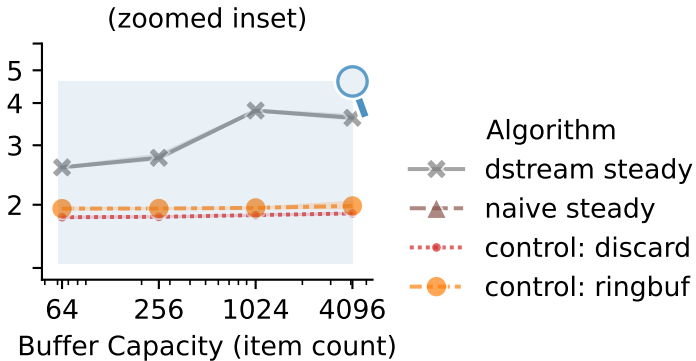 (zoomed inset)
5
4
3
2
64 256 1024 4096
Buffer Capacity (item count)
Algorithm
dstream steady
naive steady
control: discard
control: ringbuf